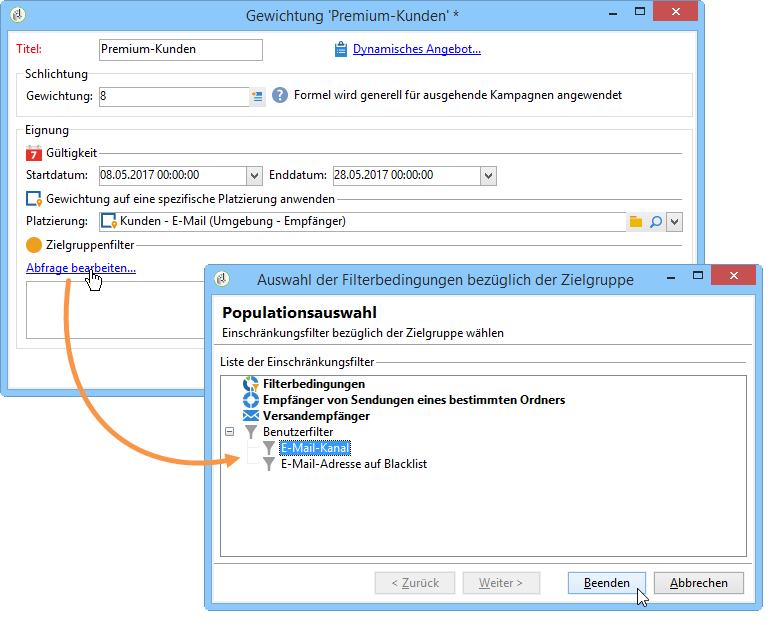 Gewichtung 'Premium-Kunden' *
Titel: Premium-Kunden Dynamisches Angebot...
Schlichtung
Gewichtung: 8 ? Formel wird generell für ausgehende Kampagnen angewendet
Eignung
7 Gültigkeit
Startdatum: 08.05.2017 00:00:00 Enddatum: 28.05.2017 00:00:00
Gewichtung auf eine spezifische Platzierung anwenden
Platzierung: Kunden - E-Mail (Umgebung - Empfänger)
Zielgruppenfilter
Abfrage bearbeiten...
Auswahl der Filterbedingungen bezüglich der Zielgruppe
Populationsauswahl
Einschränkungsfilter bezüglich der Zielgruppe wählen
Liste der Einschränkungsfilter
Filterbedingungen
Empfänger von Sendungen eines bestimmten Ordners
Versandempfänger
Benutzerfilter
E-Mail-Kanal
E-Mail-Adresse auf Blacklist
< Zurück Weiter > Beenden Abbrechen